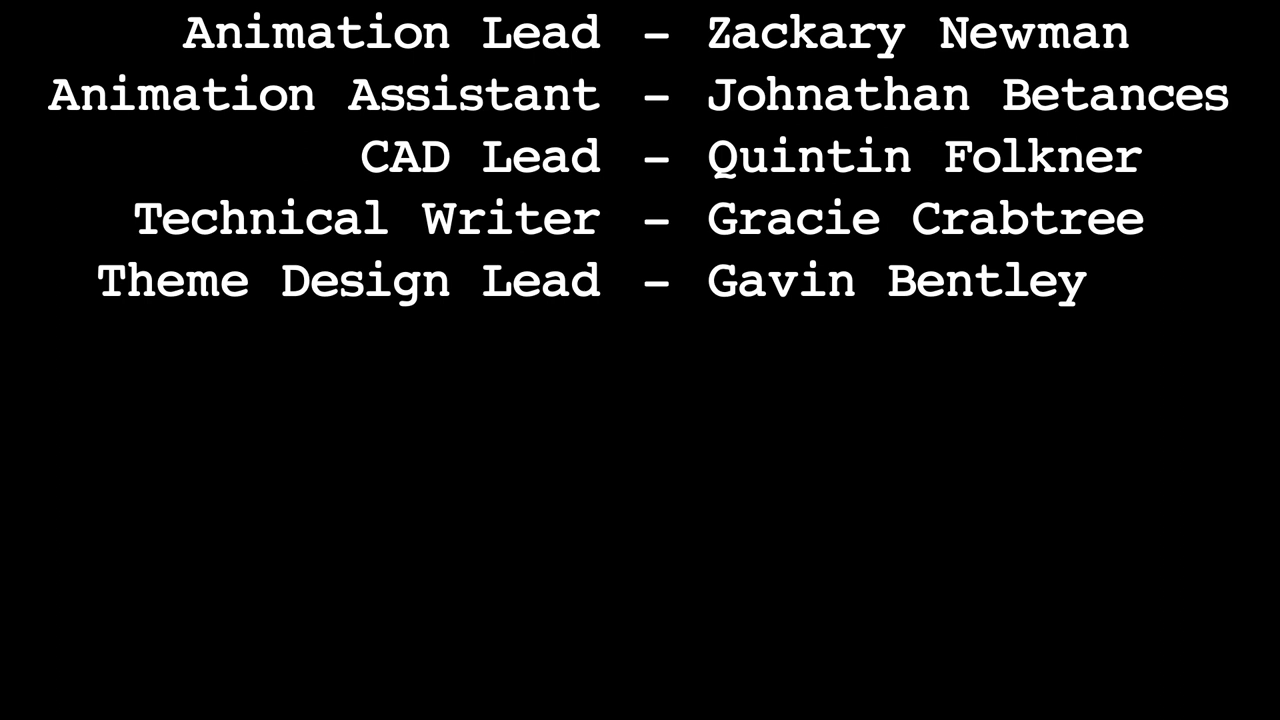 Animation Lead - Zackary Newman
Animation Assistant - Johnathan Betances
CAD Lead - Quintin Folkner
Technical Writer - Gracie Crabtree
Theme Design Lead - Gavin Bentley